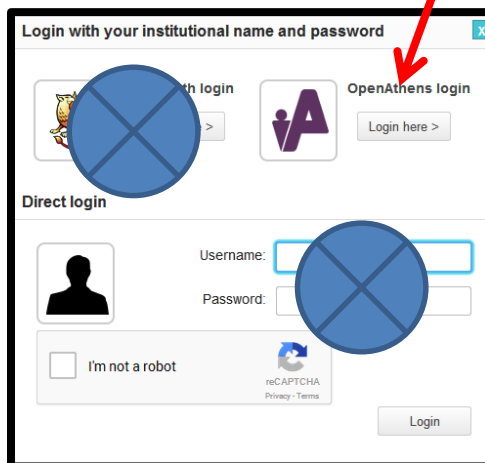 Login with your institutional name and password
X
th login
>
OpenAthens login
Login here >
Direct login
Username:
Password:
I'm not a robot
reCAPTCHA
Privacy - Terms
Login